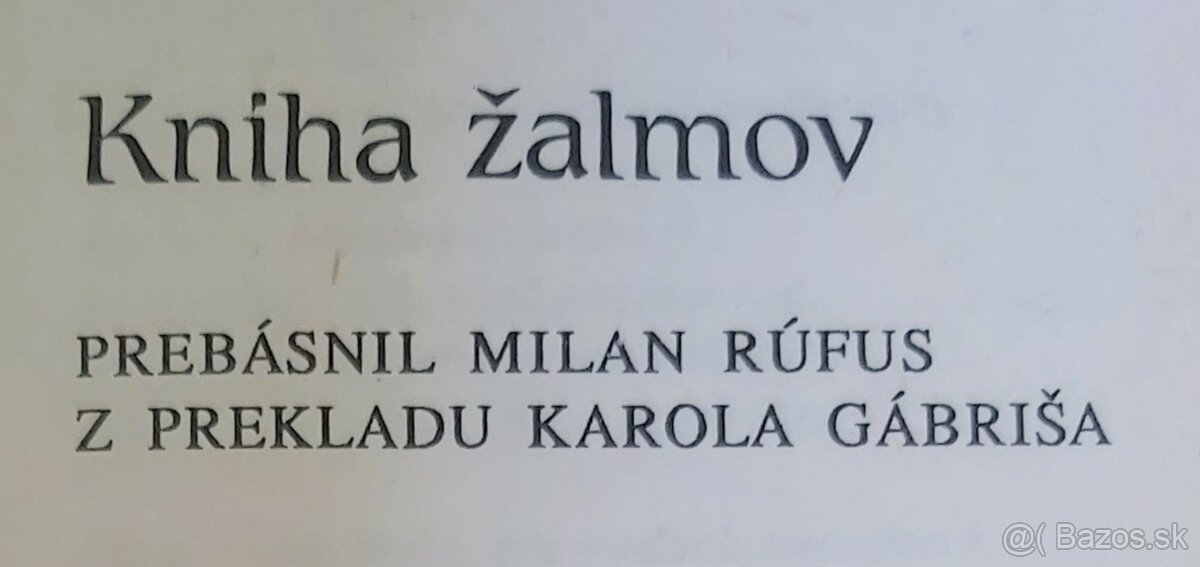 Kniha žalmov
PREBÁSNIL MILAN RÚFUS
Z PREKLADU KAROLA GÁBRIŠA
@( Bazos.sk